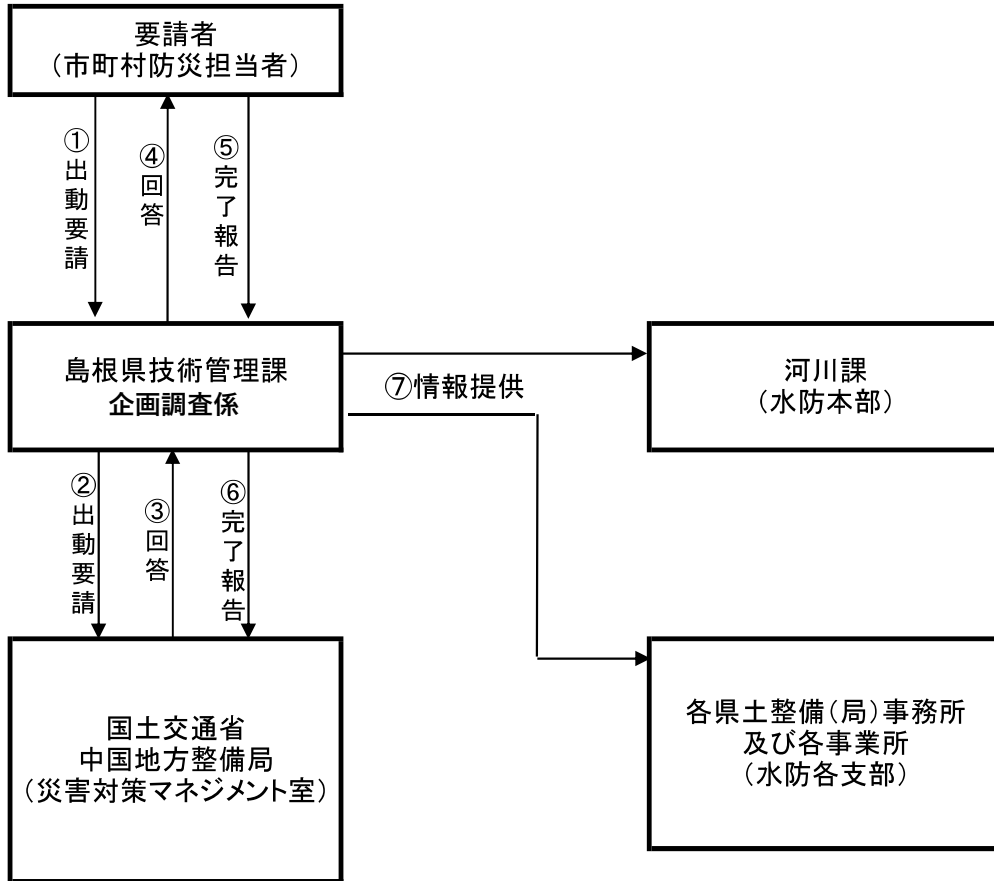 要請者
（市町村防災担当者）
①出動要請
④回答
⑤完了報告
島根県技術管理課
企画調査係
⑦情報提供
河川課
（水防本部）
②出動要請
③回答
⑥完了報告
国土交通省
中国地方整備局
（災害対策マネジメント室）
各県土整備（局）事務所
及び各事業所
（水防各支部）